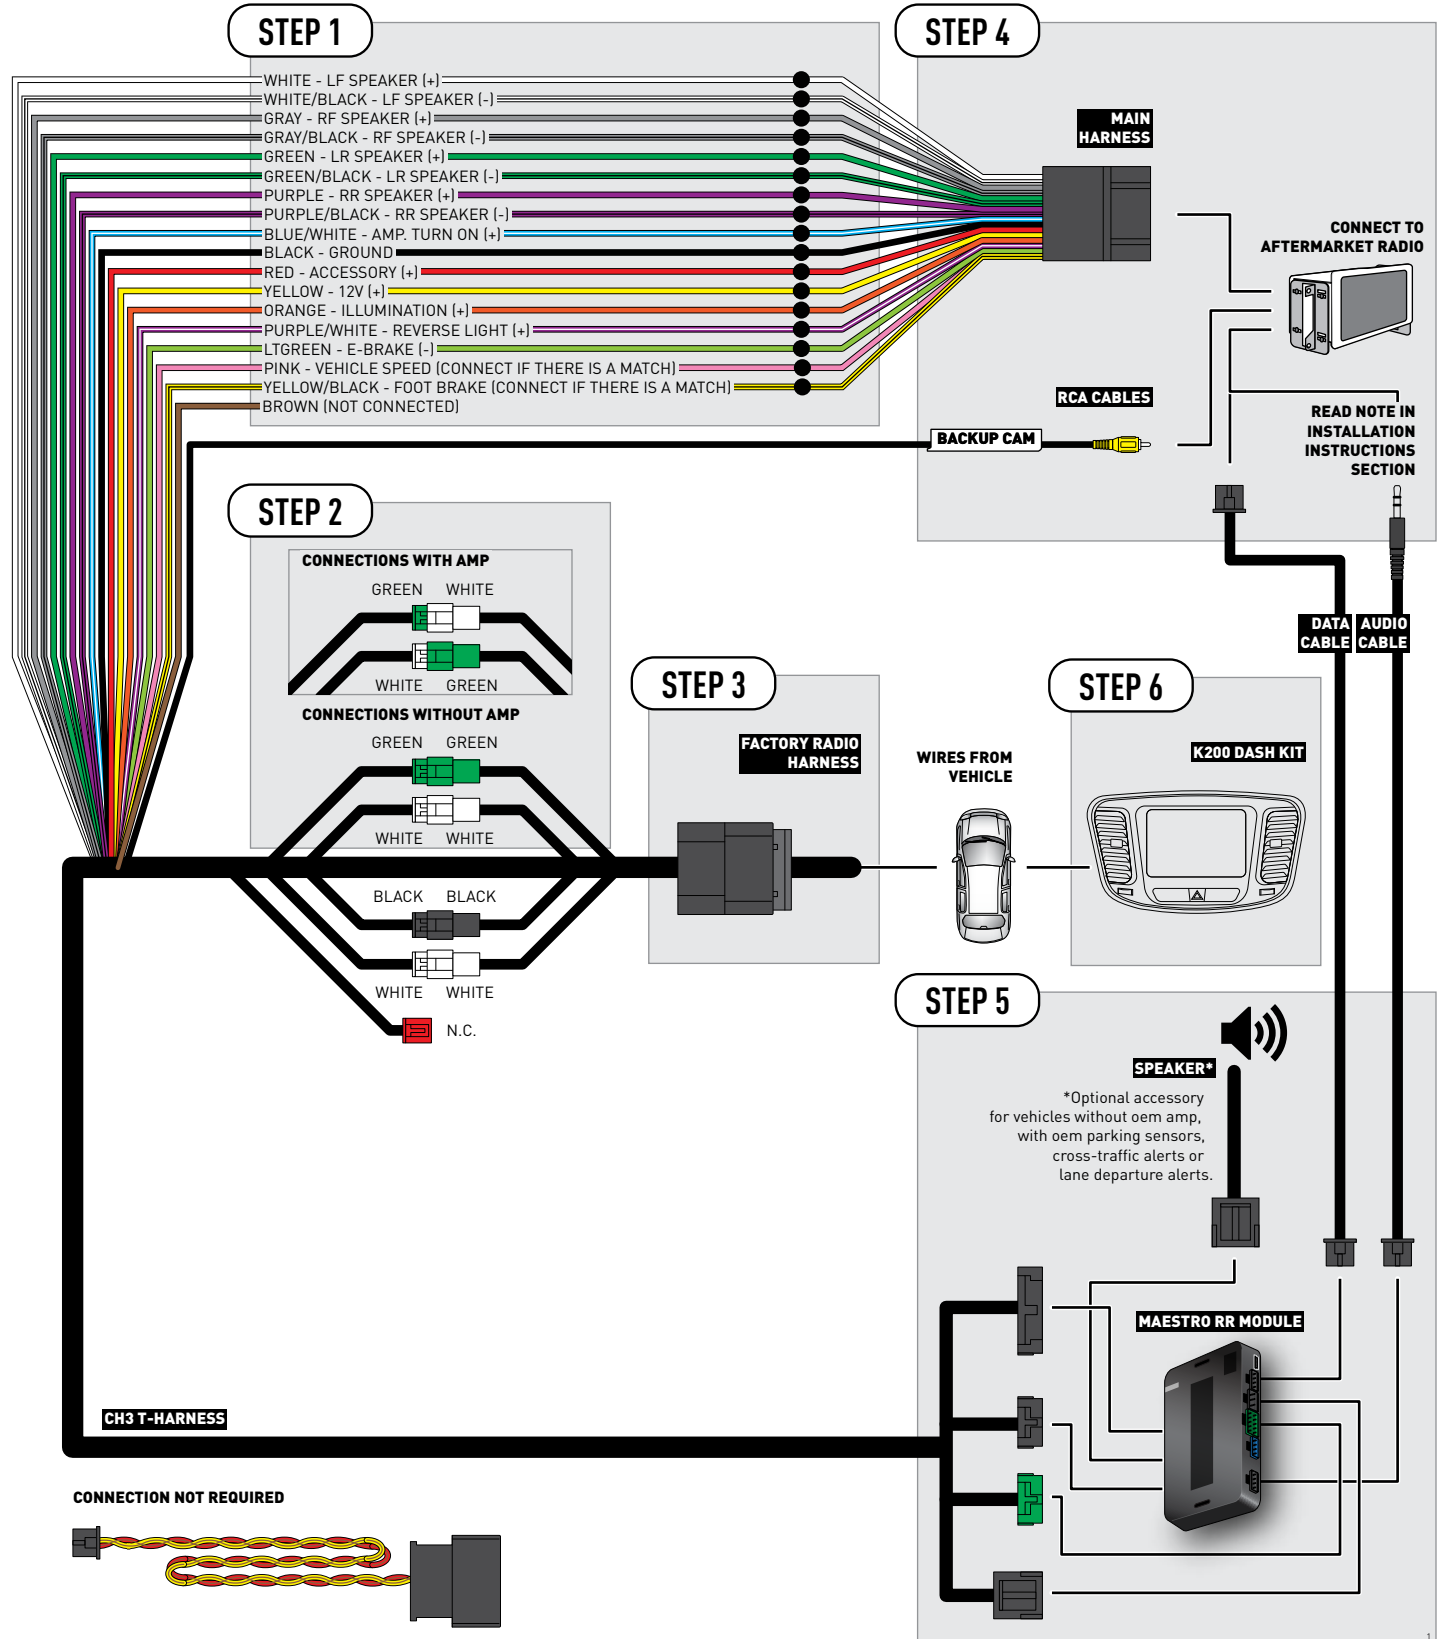 STEP 1
WHITE - LF SPEAKER (+)
WHITE/BLACK - LF SPEAKER (-)
GRAY - RF SPEAKER (+)
GRAY/BLACK - RF SPEAKER (-)
GREEN - LR SPEAKER (+)
GREEN/BLACK - LR SPEAKER (-)
PURPLE - RR SPEAKER (+)
PURPLE/BLACK - RR SPEAKER (-)
BLUE/WHITE - AMP. TURN ON (+)
BLACK - GROUND
RED - ACCESSORY (+)
YELLOW - 12V (+)
ORANGE - ILLUMINATION (+)
PURPLE/WHITE - REVERSE LIGHT (+)
LTGREEN - E-BRAKE (-)
PINK - VEHICLE SPEED (CONNECT IF THERE IS A MATCH)
YELLOW/BLACK - FOOT BRAKE (CONNECT IF THERE IS A MATCH)
BROWN (NOT CONNECTED)
STEP 4
MAIN
HARNESS
CONNECT TO
AFTERMARKET RADIO
RCA CABLES
BACKUP CAM
READ NOTE IN
INSTALLATION
INSTRUCTIONS
SECTION
DATA
CABLE
AUDIO
CABLE
STEP 2
CONNECTIONS WITH AMP
GREEN WHITE
WHITE GREEN
CONNECTIONS WITHOUT AMP
GREEN GREEN
WHITE WHITE
BLACK BLACK
WHITE WHITE
N.C.
STEP 3
FACTORY RADIO
HARNESS
WIRES FROM
VEHICLE
STEP 6
K200 DASH KIT
STEP 5
SPEAKER*
*Optional accessory
for vehicles without oem amp,
with oem parking sensors,
cross-traffic alerts or
lane departure alerts.
MAESTRO RR MODULE
CH3 T-HARNESS
CONNECTION NOT REQUIRED
1